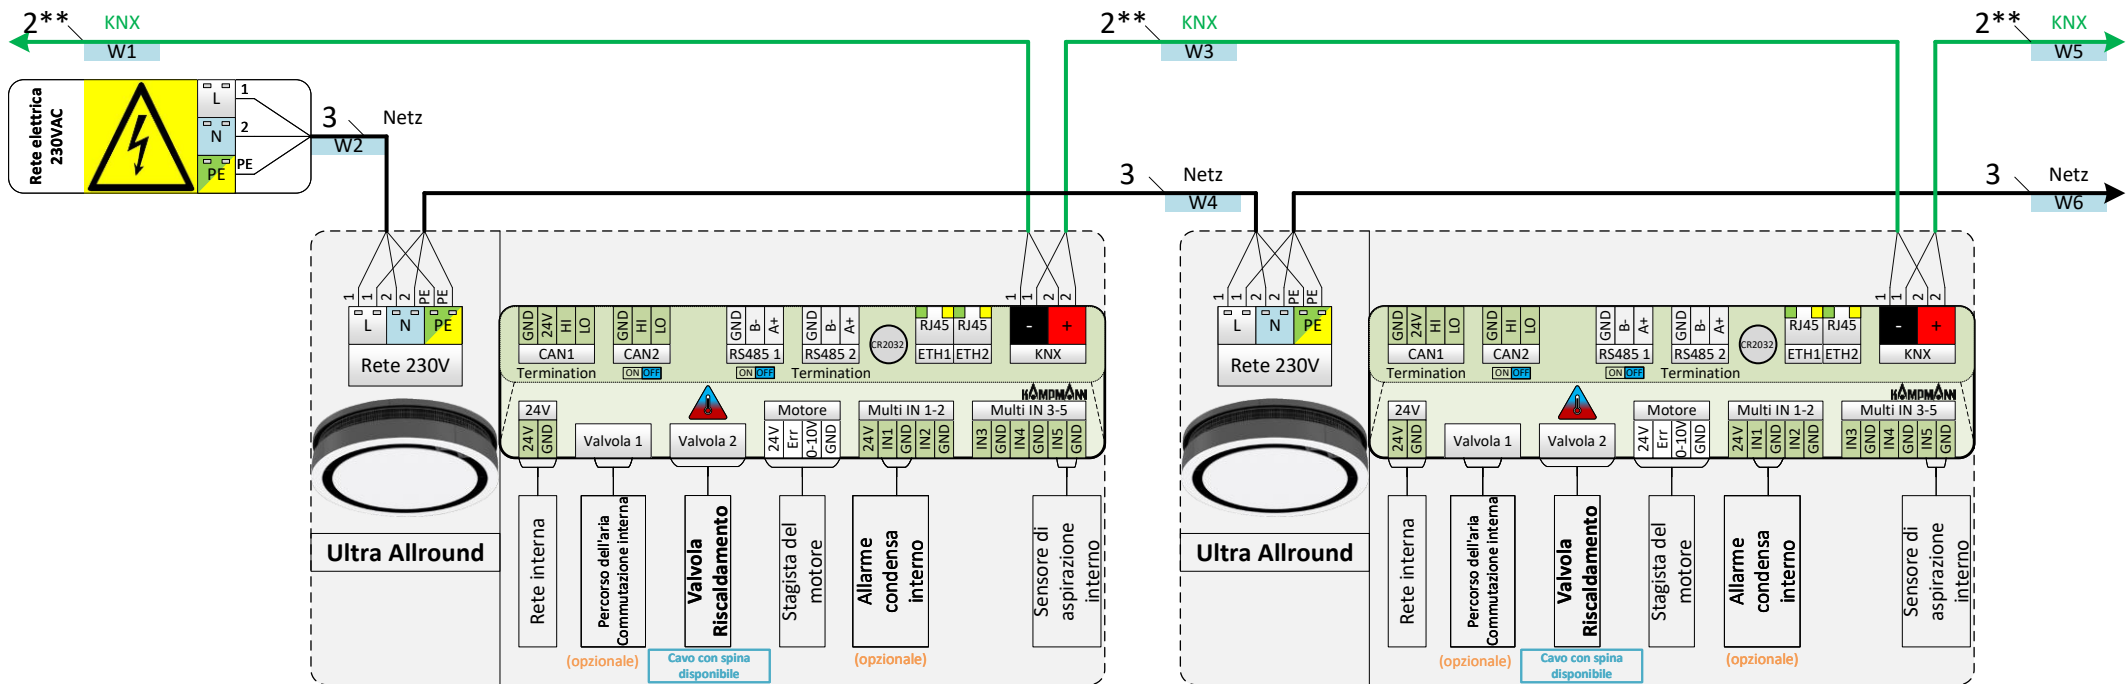 2** KNX 2** KNX 2** KNX
W1 W3 W5
Rete elettrica
230VAC
L 1
N 2
PE PE
3 Netz
W2
3 Netz 3 Netz
W4 W6
1 1 2 2 PE PE 1 1 2 2
L N PE
Rete 230V
GND 24V HI LO GND HI LO GND B- A+ GND B- A+ CR2032 RJ45 RJ45 - +
CAN1 CAN2 RS485 1 RS485 2 ETH1 ETH2 KNX
Termination ON OFF ON OFF Termination
KAMPMANN
24V Motore Multi IN 1-2 Multi IN 3-5
24V GND Valvola 1 Valvola 2 24V Err 0-10V GND 24V IN1 GND IN2 GND IN3 GND IN4 GND IN5 GND
Ultra Allround
Rete interna
Percorso dell'aria
Commutazione interna
Valvola
Riscaldamento
Stagista del
motore
Allarme
condensa
interno
Sensore di
aspirazione
interno
(opzionale)
Cavo con spina
disponibile
(opzionale)
1 1 2 2 PE PE 1 1 2 2
L N PE
Rete 230V
GND 24V HI LO GND HI LO GND B- A+ GND B- A+ CR2032 RJ45 RJ45 - +
CAN1 CAN2 RS485 1 RS485 2 ETH1 ETH2 KNX
Termination ON OFF ON OFF Termination
KAMPMANN
24V Motore Multi IN 1-2 Multi IN 3-5
24V GND Valvola 1 Valvola 2 24V Err 0-10V GND 24V IN1 GND IN2 GND IN3 GND IN4 GND IN5 GND
Ultra Allround
Rete interna
Percorso dell'aria
Commutazione interna
Valvola
Riscaldamento
Stagista del
motore
Allarme
condensa
interno
Sensore di
aspirazione
interno
(opzionale)
Cavo con spina
disponibile
(opzionale)